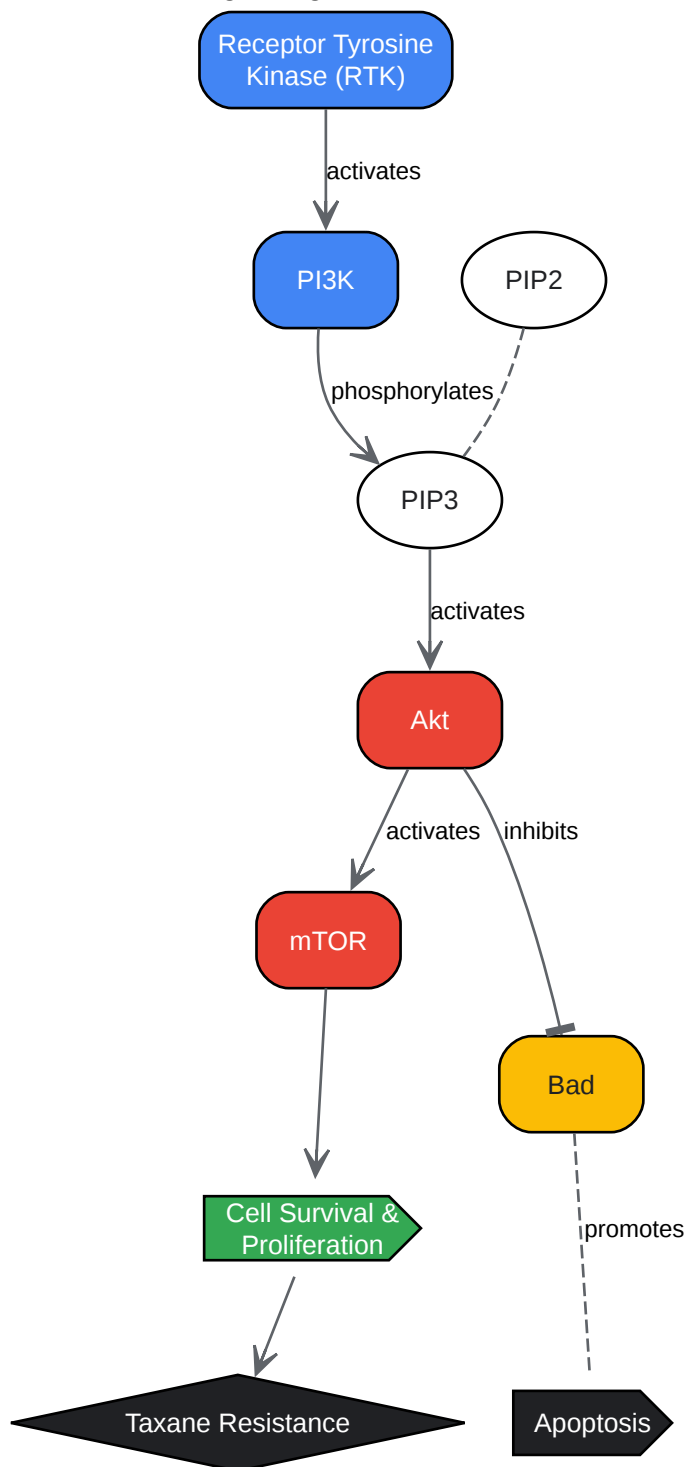 Receptor Tyrosine
Kinase (RTK)
activates
PI3K
PIP2
phosphorylates
PIP3
activates
Akt
activates
inhibits
mTOR
Bad
Cell Survival &
Proliferation
promotes
Taxane Resistance
Apoptosis